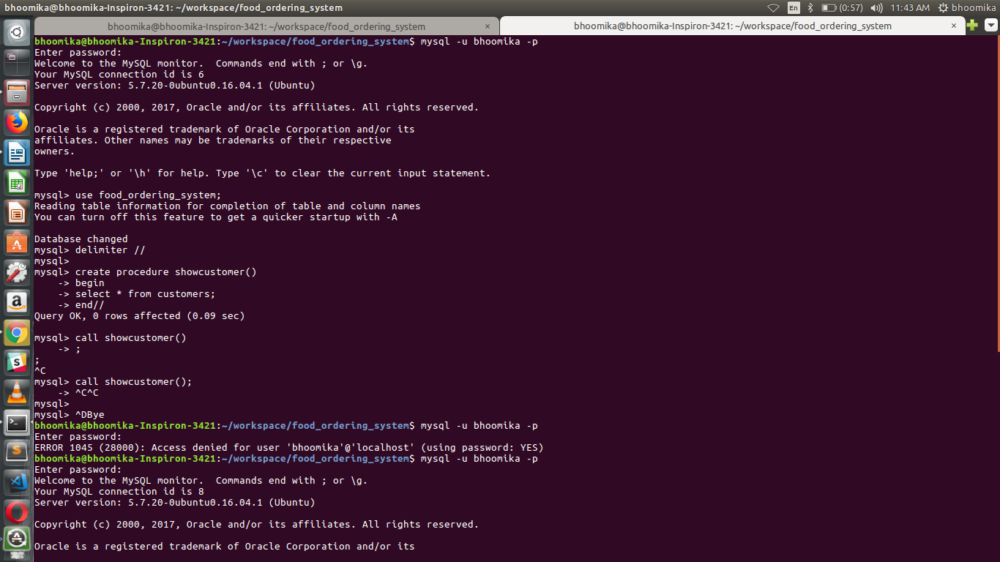 bhoomika@bhoomika-Inspiron-3421: ~/workspace/food_ordering_system
En
(0:57)
11:43 AM
bhoomika
bhoomika@bhoomika-Inspiron-3421: ~/workspace/food_ordering_system ×
bhoomika@bhoomika-Inspiron-3421: ~/workspace/food_ordering_system ×
bhoomika@bhoomika-Inspiron-3421:~/workspace/food_ordering_system$ mysql -u bhoomika -p
Enter password:
Welcome to the MySQL monitor.  Commands end with ; or \g.
Your MySQL connection id is 6
Server version: 5.7.20-0ubuntu0.16.04.1 (Ubuntu)
Copyright (c) 2000, 2017, Oracle and/or its affiliates. All rights reserved.
Oracle is a registered trademark of Oracle Corporation and/or its
affiliates. Other names may be trademarks of their respective
owners.
Type 'help;' or '\h' for help. Type '\c' to clear the current input statement.
mysql> use food_ordering_system;
Reading table information for completion of table and column names
You can turn off this feature to get a quicker startup with -A
Database changed
mysql> delimiter //
mysql>
mysql> create procedure showcustomer()
    -> begin
    -> select * from customers;
    -> end//
Query OK, 0 rows affected (0.09 sec)
mysql> call showcustomer()
    -> ;
;
^C
mysql> call showcustomer();
    -> ^C^C
mysql>
mysql> ^DBye
bhoomika@bhoomika-Inspiron-3421:~/workspace/food_ordering_system$ mysql -u bhoomika -p
Enter password:
ERROR 1045 (28000): Access denied for user 'bhoomika'@'localhost' (using password: YES)
bhoomika@bhoomika-Inspiron-3421:~/workspace/food_ordering_system$ mysql -u bhoomika -p
Enter password:
Welcome to the MySQL monitor.  Commands end with ; or \g.
Your MySQL connection id is 8
Server version: 5.7.20-0ubuntu0.16.04.1 (Ubuntu)
Copyright (c) 2000, 2017, Oracle and/or its affiliates. All rights reserved.
Oracle is a registered trademark of Oracle Corporation and/or its